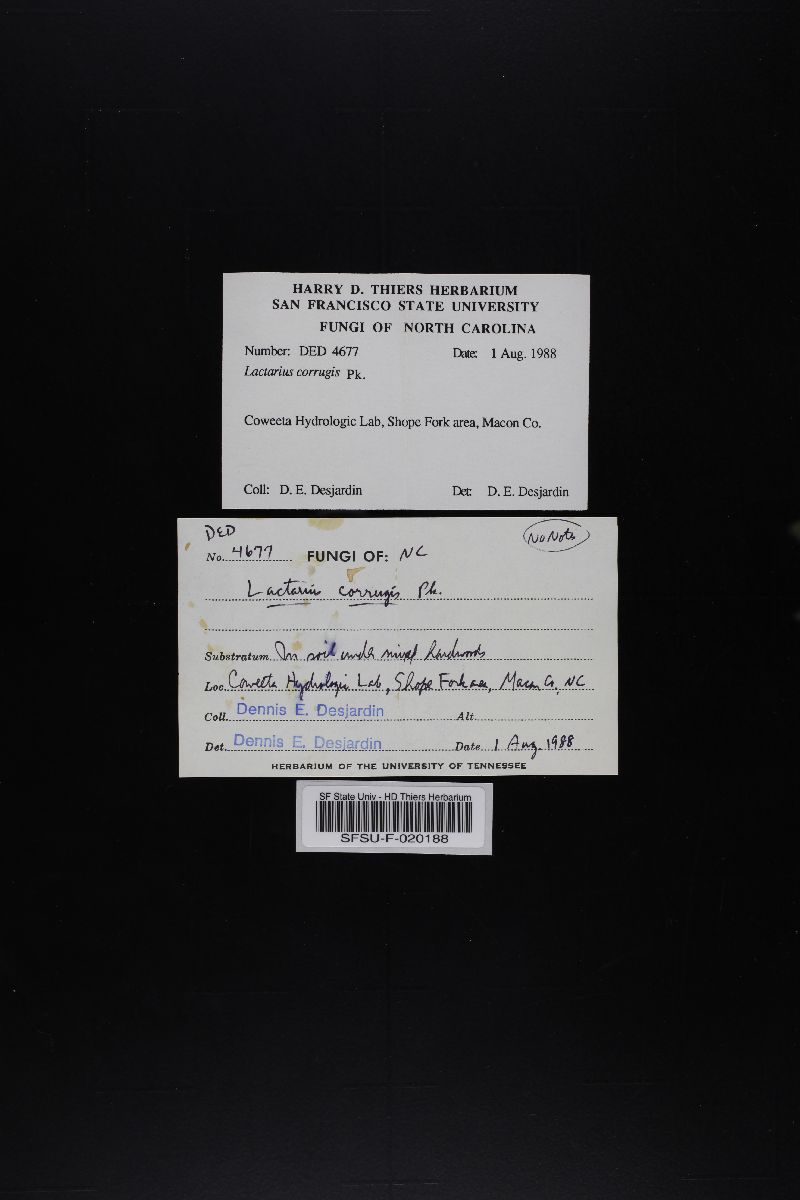 HARRY D. THIERS HERBARIUM
SAN FRANCISCO STATE UNIVERSITY
FUNGI OF NORTH CAROLINA
Number: DED 4677 Date: 1 Aug. 1988
Lactarius corrugis Pk.
Coweeta Hydrologic Lab, Shope Fork area, Macon Co.
Coll: D. E. Desjardin Det: D. E. Desjardin
DED
No. 4677 FUNGI OF: NC No Notes
Lactarius corrugis Pk.
Substratum In soil under mixed hardwoods
Loc. Coweeta Hydrologic Lab, Shope Fork area, Macon Co, NC
Coll. Dennis E. Desjardin Alt.
Det. Dennis E. Desjardin Date 1 Aug. 1988
HERBARIUM OF THE UNIVERSITY OF TENNESSEE
SF State Univ - HD Thiers Herbarium
SFSU-F-020188